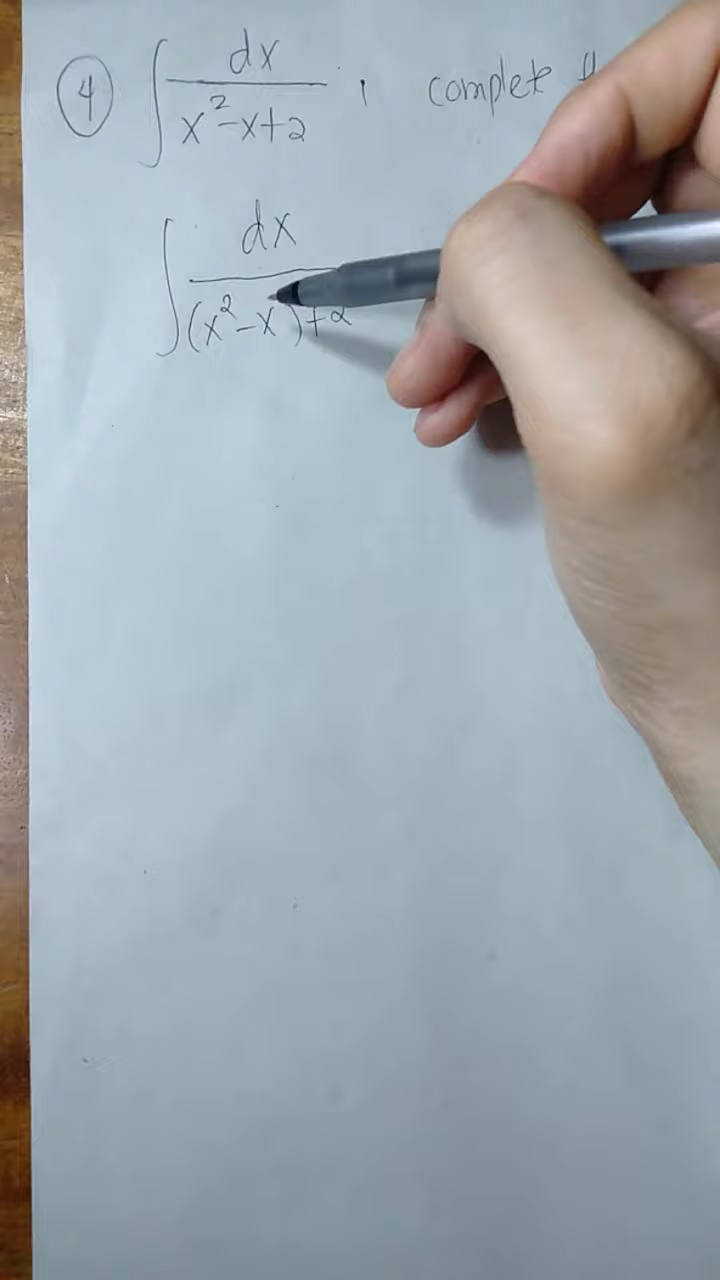 ④ ∫ dx / x²-x+2 ; complete
∫ dx / (x²-x )+2